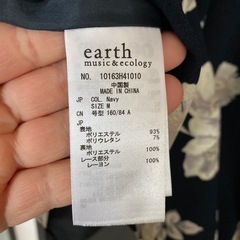 earth
music&ecology
NO. 10163H41010
中国製
MADE IN CHINA
JP COL. Navy
SIZE M
CN 号型 160/84 A
JP
表地
ポリエステル 93%
ポリウレタン 7%
裏地
ポリエステル 100%
レース部分
レーヨン 100%